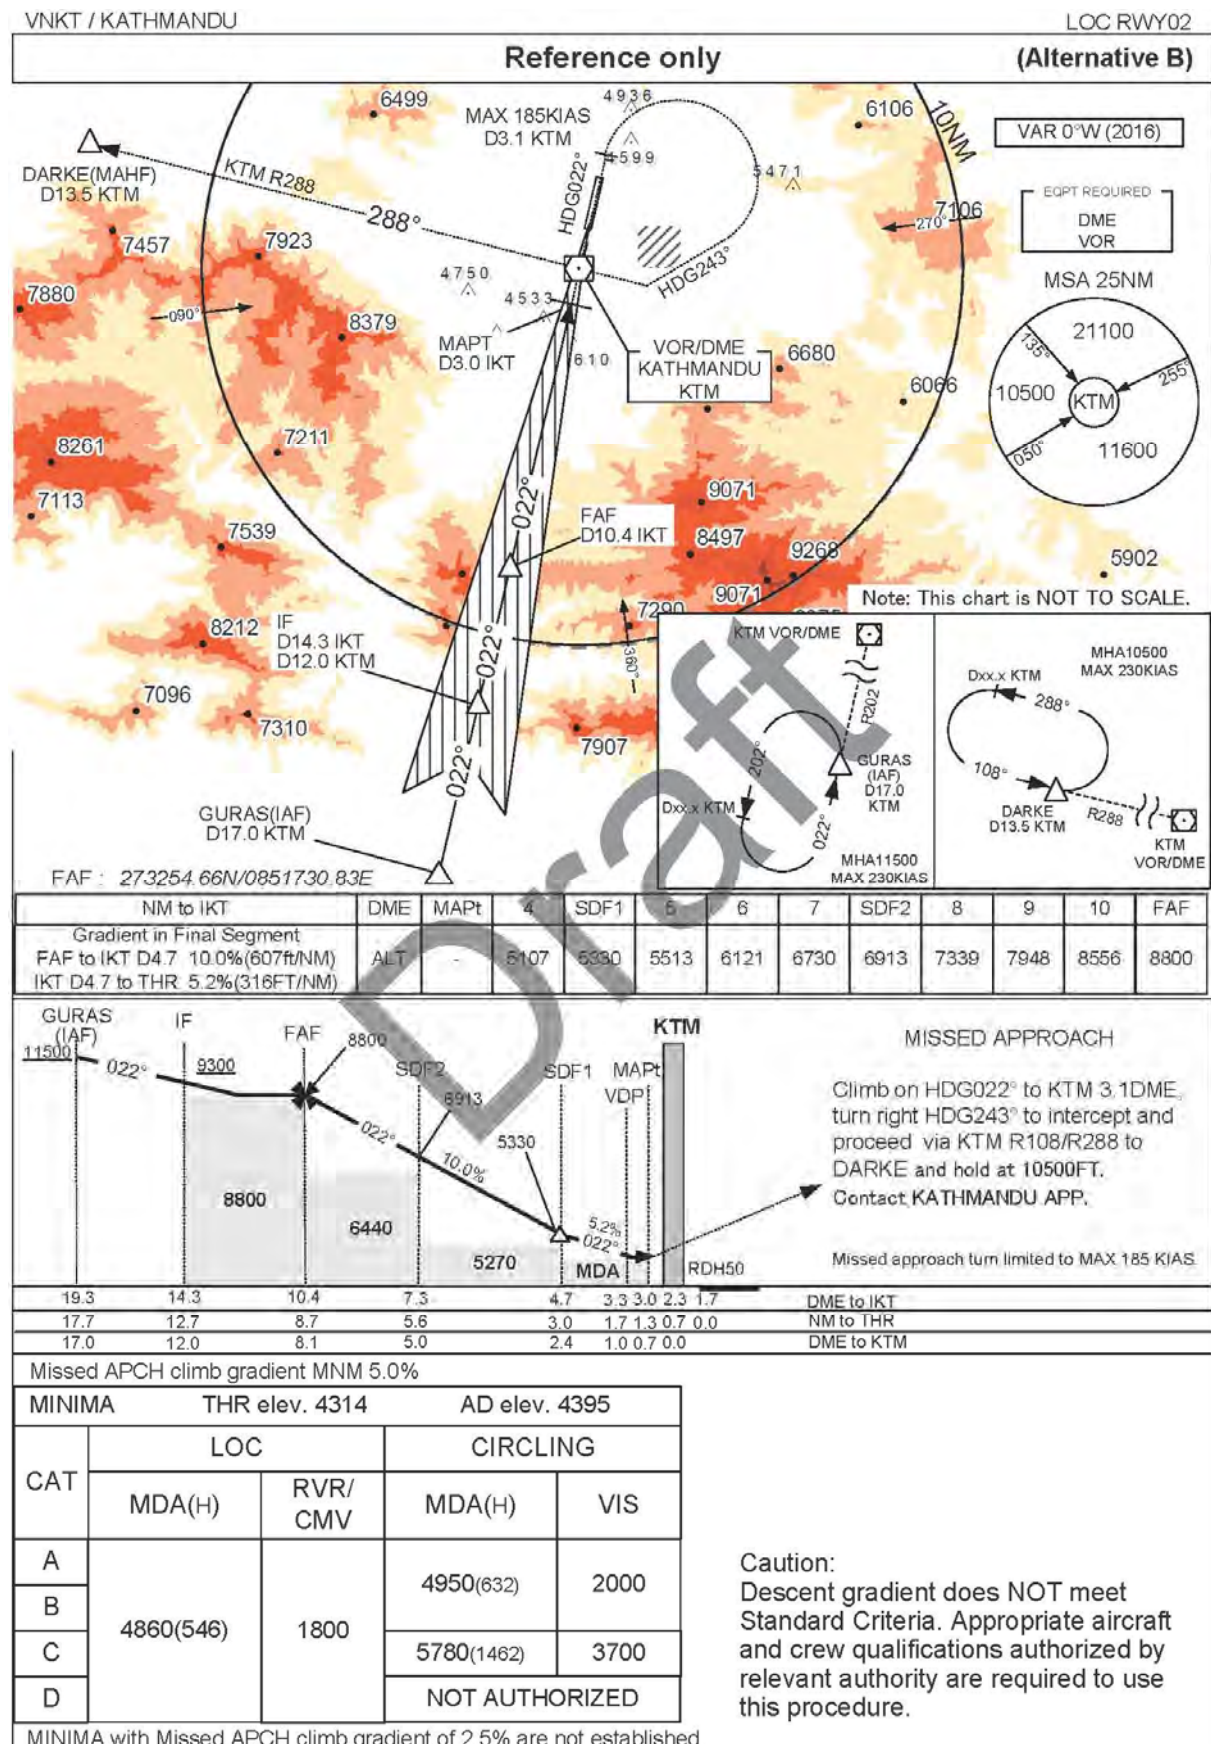 VNKT / KATHMANDU
LOC RWY02
Reference only
(Alternative B)
6499
MAX 185KIAS
D3.1 KTM
4936
6106
10NM
VAR 0°W (2016)
DARKE(MAHF)
D13.5 KTM
KTM R288
288°
HDG022°
4599
5471
7106
270°
EQPT REQUIRED
DME
VOR
7457
7923
HDG243°
MSA 25NM
7880
090°
8379
4750
4533
MAPT
D3.0 IKT
610
VOR/DME
KATHMANDU
KTM
6680
6066
21100
135°
10500
KTM
255°
050°
11600
8261
7211
7113
7539
022°
FAF
D10.4 IKT
9071
8497
9268
9071
5902
7290
Note: This chart is NOT TO SCALE.
8212
IF
D14.3 IKT
D12.0 KTM
022°
360°
7096
7310
7907
022°
GURAS(IAF)
D17.0 KTM
KTM VOR/DME
R202
202°
GURAS
(IAF)
D17.0
KTM
Dxx.x KTM
022°
MHA11500
MAX 230KIAS
MHA10500
MAX 230KIAS
Dxx.x KTM
288°
108°
DARKE
D13.5 KTM
R288
KTM
VOR/DME
FAF : 273254.66N/0851730.83E
Draft
NM to IKT DME MAPt 4 SDF1 5 6 7 SDF2 8 9 10 FAF
Gradient in Final Segment
FAF to IKT D4.7 10.0%(607ft/NM) ALT - 5107 5330 5513 6121 6730 6913 7339 7948 8556 8800
IKT D4.7 to THR 5.2%(316FT/NM)
GURAS
(IAF)
IF
FAF
KTM
MISSED APPROACH
11500
022°
9300
8800
SDF2
6913
SDF1
MAPt
VDP
022°
10.0%
5330
5.2%
022°
8800
6440
5270
MDA
RDH50
Climb on HDG022° to KTM 3.1DME,
turn right HDG243° to intercept and
proceed via KTM R108/R288 to
DARKE and hold at 10500FT.
Contact KATHMANDU APP.
Missed approach turn limited to MAX 185 KIAS
19.3 14.3 10.4 7.3 4.7 3.3 3.0 2.3 1.7 DME to IKT
17.7 12.7 8.7 5.6 3.0 1.7 1.3 0.7 0.0 NM to THR
17.0 12.0 8.1 5.0 2.4 1.0 0.7 0.0 DME to KTM
Missed APCH climb gradient MNM 5.0%
MINIMA THR elev. 4314 AD elev. 4395
CAT LOC CIRCLING
MDA(H) RVR/ CMV MDA(H) VIS
A
B
C
D
4860(546) 1800
4950(632) 2000
5780(1462) 3700
NOT AUTHORIZED
Caution:
Descent gradient does NOT meet
Standard Criteria. Appropriate aircraft
and crew qualifications authorized by
relevant authority are required to use
this procedure.
MINIMA with Missed APCH climb gradient of 2.5% are not established